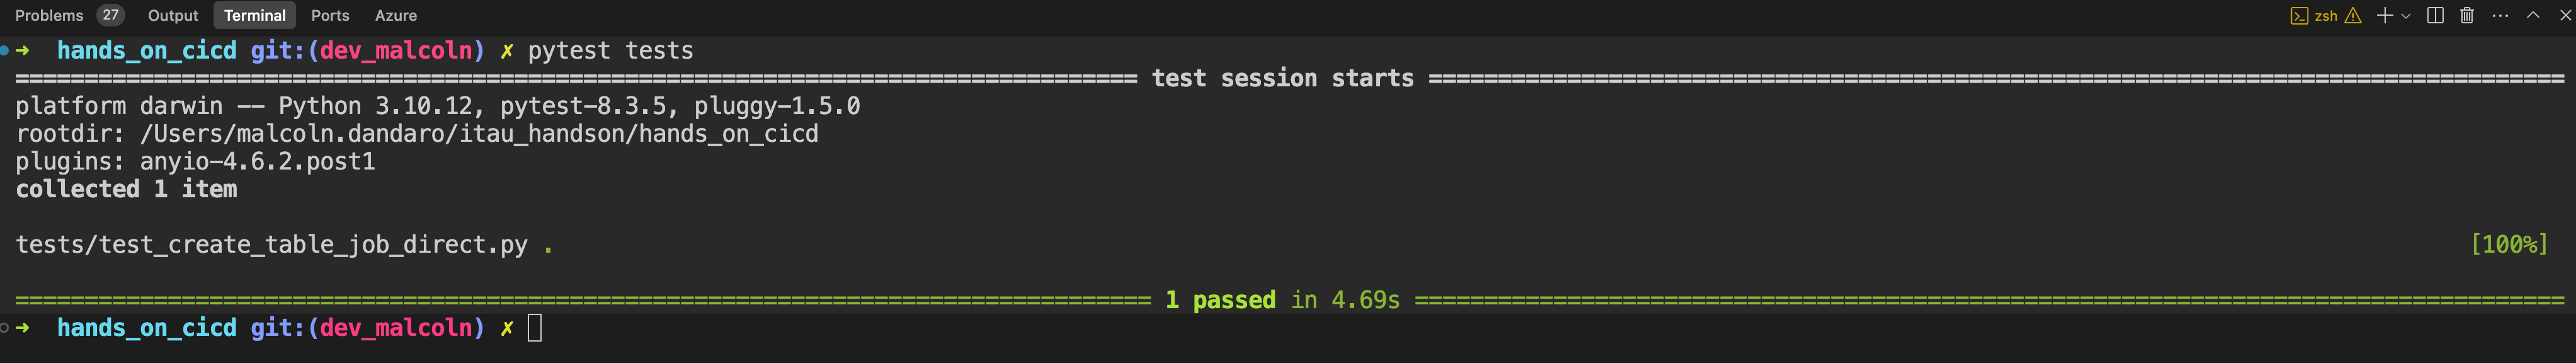 Problems 27 Output Terminal Ports Azure zsh
➜ hands_on_cicd git:(dev_malcoln) ✗ pytest tests
============================== test session starts ==============================
platform darwin -- Python 3.10.12, pytest-8.3.5, pluggy-1.5.0
rootdir: /Users/malcoln.dandaro/itau_handson/hands_on_cicd
plugins: anyio-4.6.2.post1
collected 1 item
tests/test_create_table_job_direct.py . [100%]
============================== 1 passed in 4.69s ==============================
➜ hands_on_cicd git:(dev_malcoln) ✗